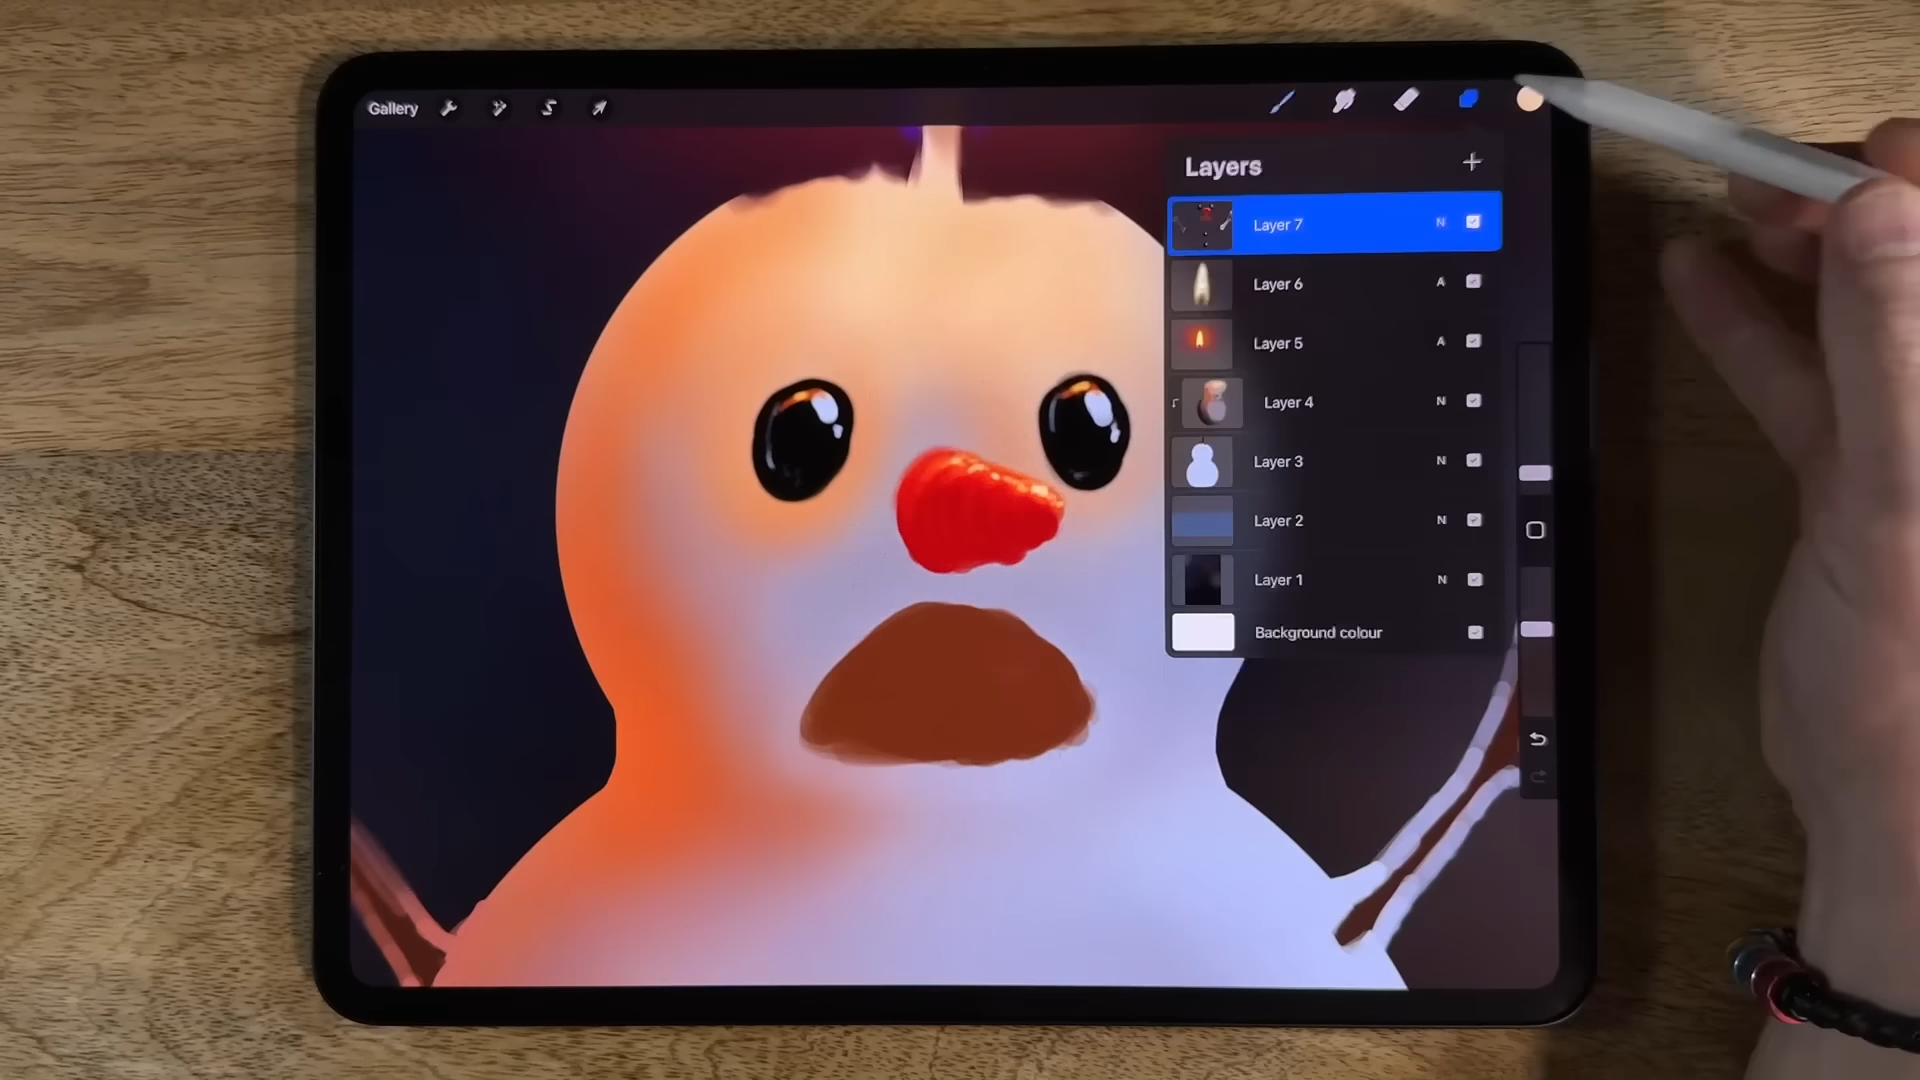 Gallery
Layers
Layer 7 N
Layer 6 A
Layer 5 A
Layer 4 N
Layer 3 N
Layer 2 N
Layer 1 N
Background colour